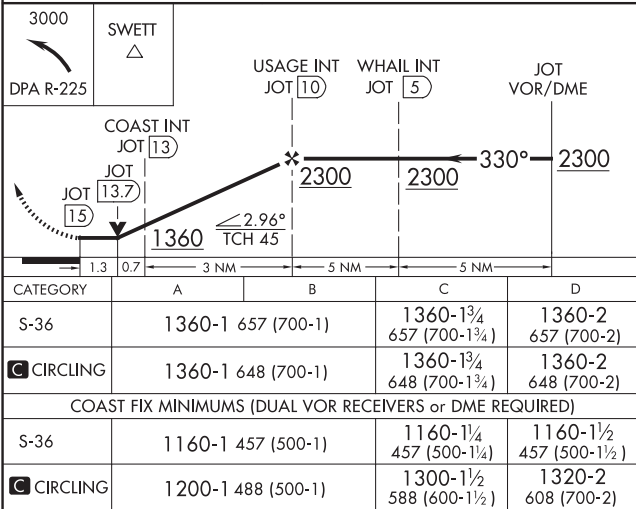 3000
DPA R-225
SWETT
USAGE INT
JOT 10
WHAIL INT
JOT 5
JOT
VOR/DME
COAST INT
JOT 13
JOT
13.7
JOT
15
2300
2300
330°
2300
1360
2.96°
TCH 45
1.3
0.7
3 NM
5 NM
5 NM
CATEGORY A B C D
S-36 1360-1 657 (700-1) 1360-1¾ 657 (700-1¾) 1360-2 657 (700-2)
C CIRCLING 1360-1 648 (700-1) 1360-1¾ 648 (700-1¾) 1360-2 648 (700-2)
COAST FIX MINIMUMS (DUAL VOR RECEIVERS or DME REQUIRED)
S-36 1160-1 457 (500-1) 1160-1¼ 457 (500-1¼) 1160-1½ 457 (500-1½)
C CIRCLING 1200-1 488 (500-1) 1300-1½ 588 (600-1½) 1320-2 608 (700-2)